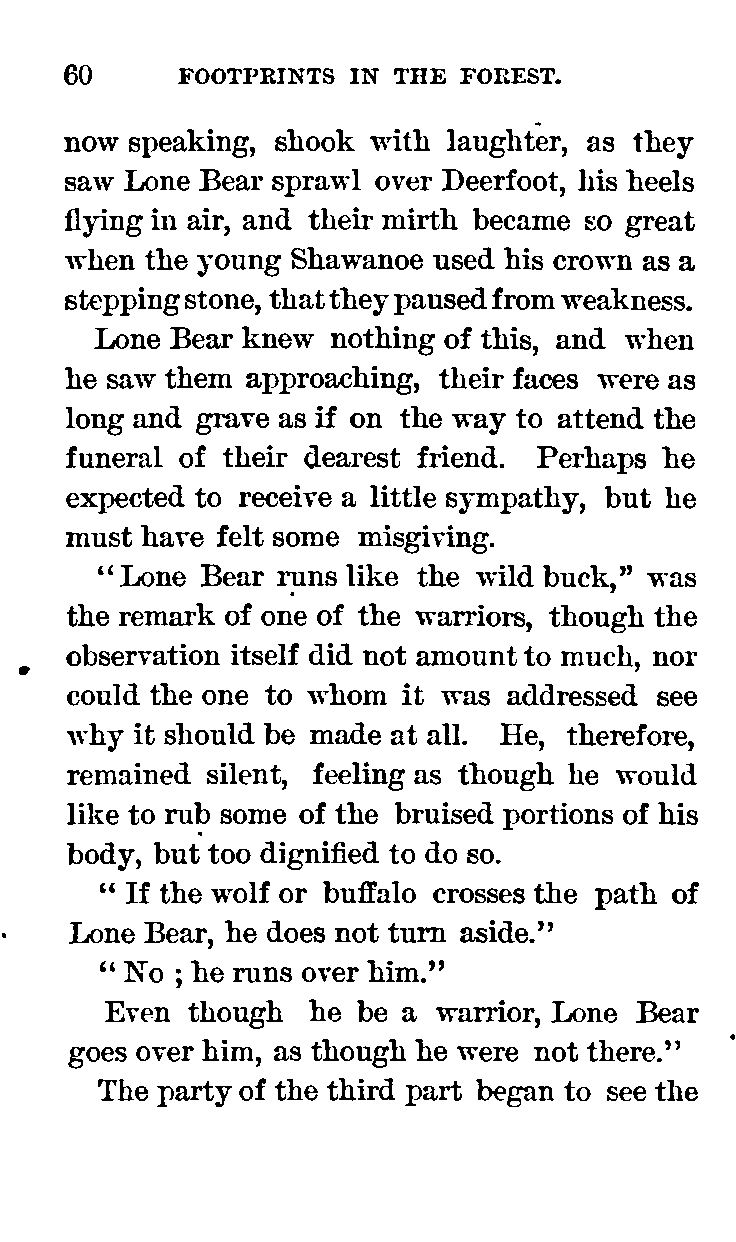 60 FOOTPRINTS IN THE FOREST.
now speaking, shook with laughter, as they
saw Lone Bear sprawl over Deerfoot, his heels
flying in air, and their mirth became so great
when the young Shawanoe used his crown as a
steppingstone, that they paused from weakness.
Lone Bear knew nothing of this, and when
he saw them approaching, their faces were as
long and grave as if on the way to attend the
funeral of their dearest friend. Perhaps he
expected to receive a little sympathy, but he
must have felt some misgiving.
"Lone Bear runs like the wild buck," was
the remark of one of the warriors, though the
observation itself did not amount to much, nor
could the one to whom it was addressed see
why it should be made at all. He, therefore,
remained silent, feeling as though he would
like to rub some of the bruised portions of his
body, but too dignified to do so.
" If the wolf or buffalo crosses the path of
Lone Bear, he does not turn aside."
" No ; he runs over him."
Even though he be a warrior, Lone Bear
goes over him, as though he were not there."
The party of the third part began to see the